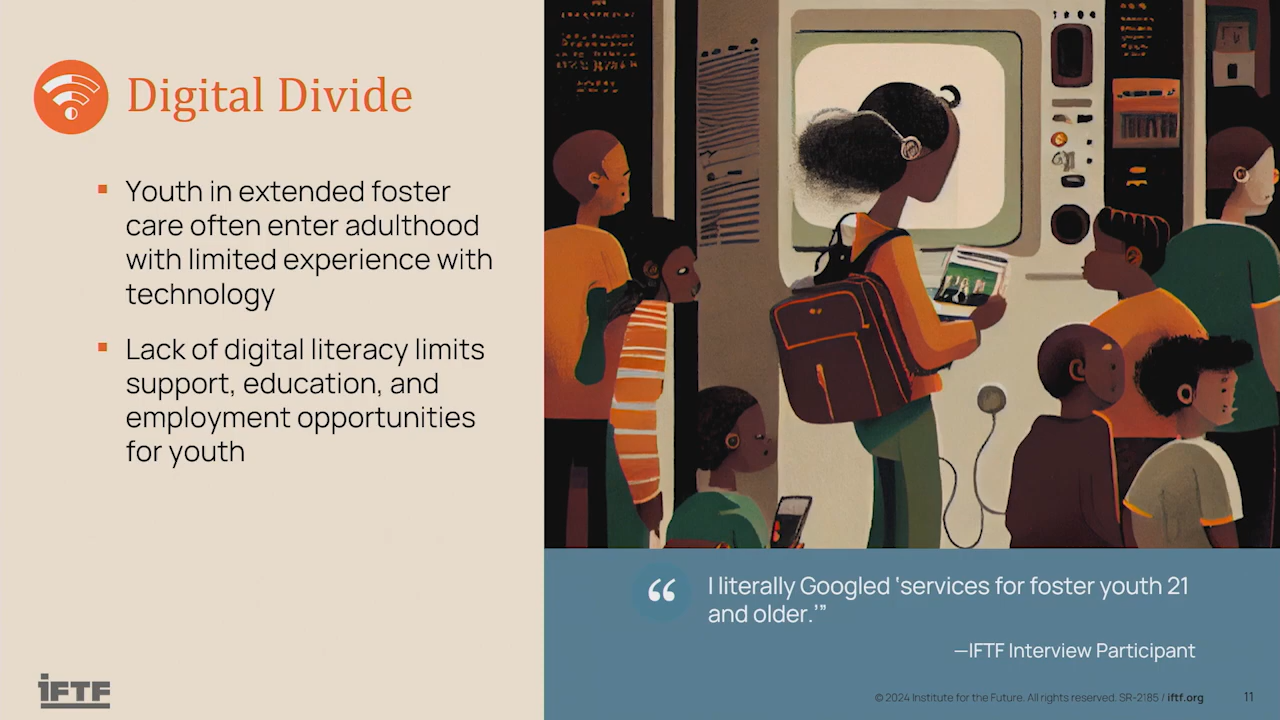 Digital Divide
Youth in extended foster
care often enter adulthood
with limited experience with
technology
Lack of digital literacy limits
support, education, and
employment opportunities
for youth
“ I literally Googled ‘services for foster youth 21
and older.’”
—IFTF Interview Participant
IFTF
© 2024 Institute for the Future. All rights reserved. SR-2185 / iftf.org 11